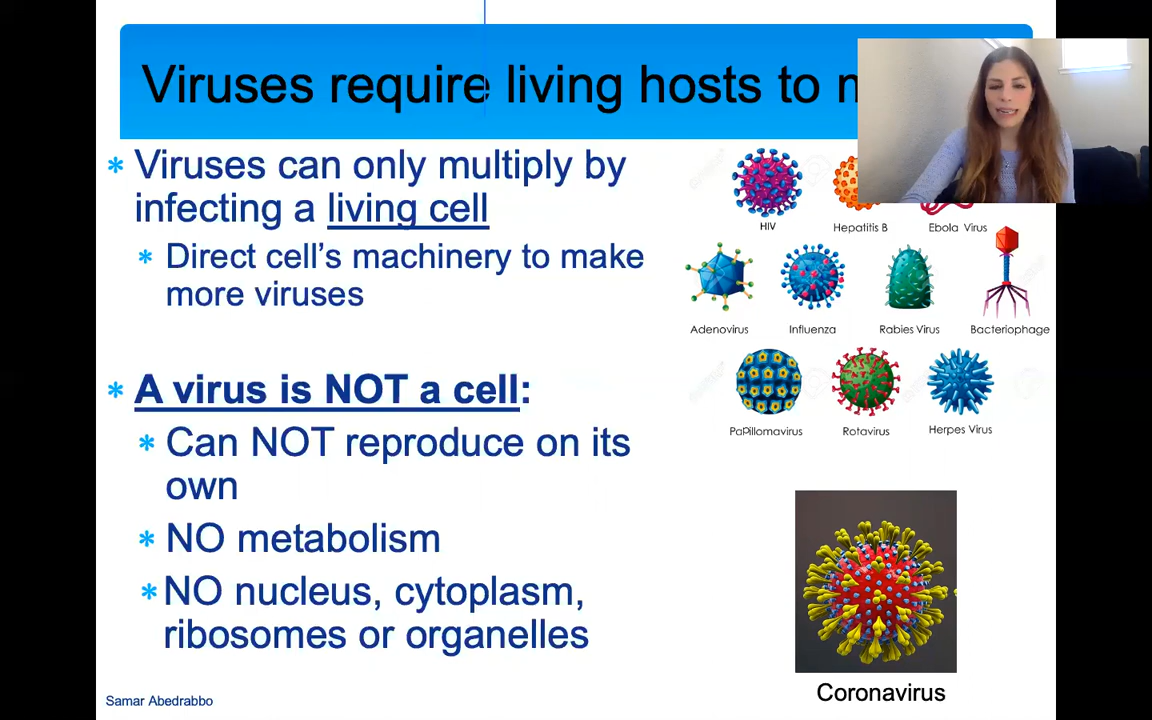 Viruses require living hosts to
* Viruses can only multiply by
infecting a living cell
* Direct cell's machinery to make
more viruses
* A virus is NOT a cell:
* Can NOT reproduce on its
own
* NO metabolism
* NO nucleus, cytoplasm,
ribosomes or organelles
HIV
Hepatitis B
Ebola Virus
Adenovirus
Influenza
Rabies Virus
Bacteriophage
Papillomavirus
Rotavirus
Herpes Virus
Coronavirus
Samar Abedrabbo